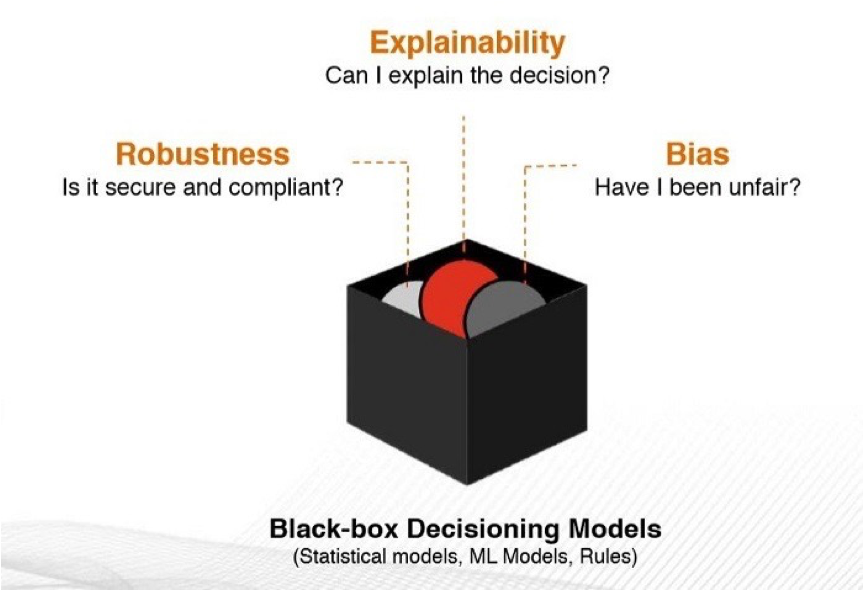 Explainability
Can I explain the decision?
Robustness
Is it secure and compliant?
Bias
Have I been unfair?
Black-box Decisioning Models
(Statistical models, ML Models, Rules)